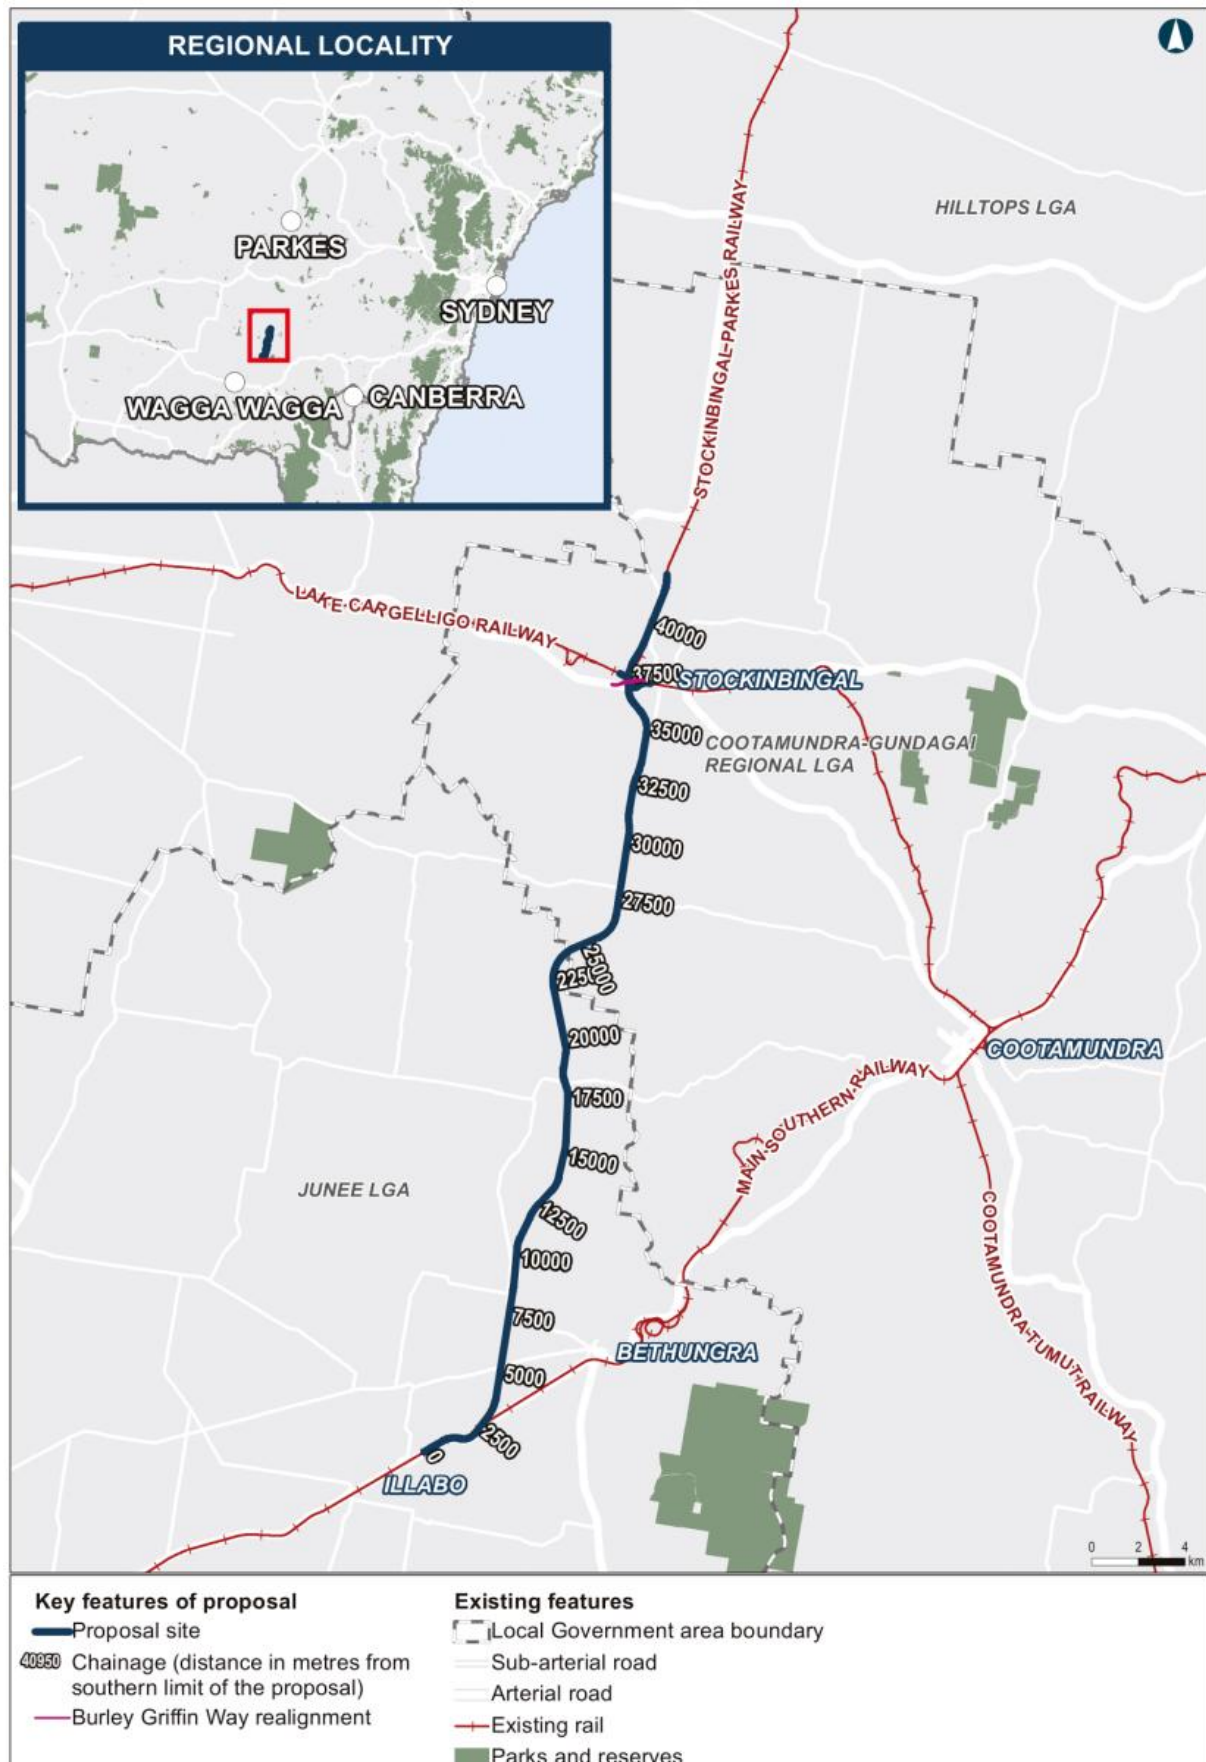 REGIONAL LOCALITY
PARKES
SYDNEY
WAGGA WAGGA
CANBERRA
HILLTOPS LGA
STOCKINBINGAL-PARKES RAILWAY
LAKE CARGELLIGO RAILWAY
40000
37500
STOCKINBINGAL
35000
COOTAMUNDRA-GUNDAGAI
REGIONAL LGA
32500
30000
27500
25000
22500
20000
COOTAMUNDRA
MAIN SOUTHERN RAILWAY
17500
15000
JUNEE LGA
12500
10000
COOTAMUNDRA-TUMUT RAILWAY
7500
BETHUNGRA
5000
2500
0
ILLABO
0 2 4
km
Key features of proposal
Proposal site
40950 Chainage (distance in metres from
southern limit of the proposal)
Burley Griffin Way realignment
Existing features
Local Government area boundary
Sub-arterial road
Arterial road
Existing rail
Parks and reserves